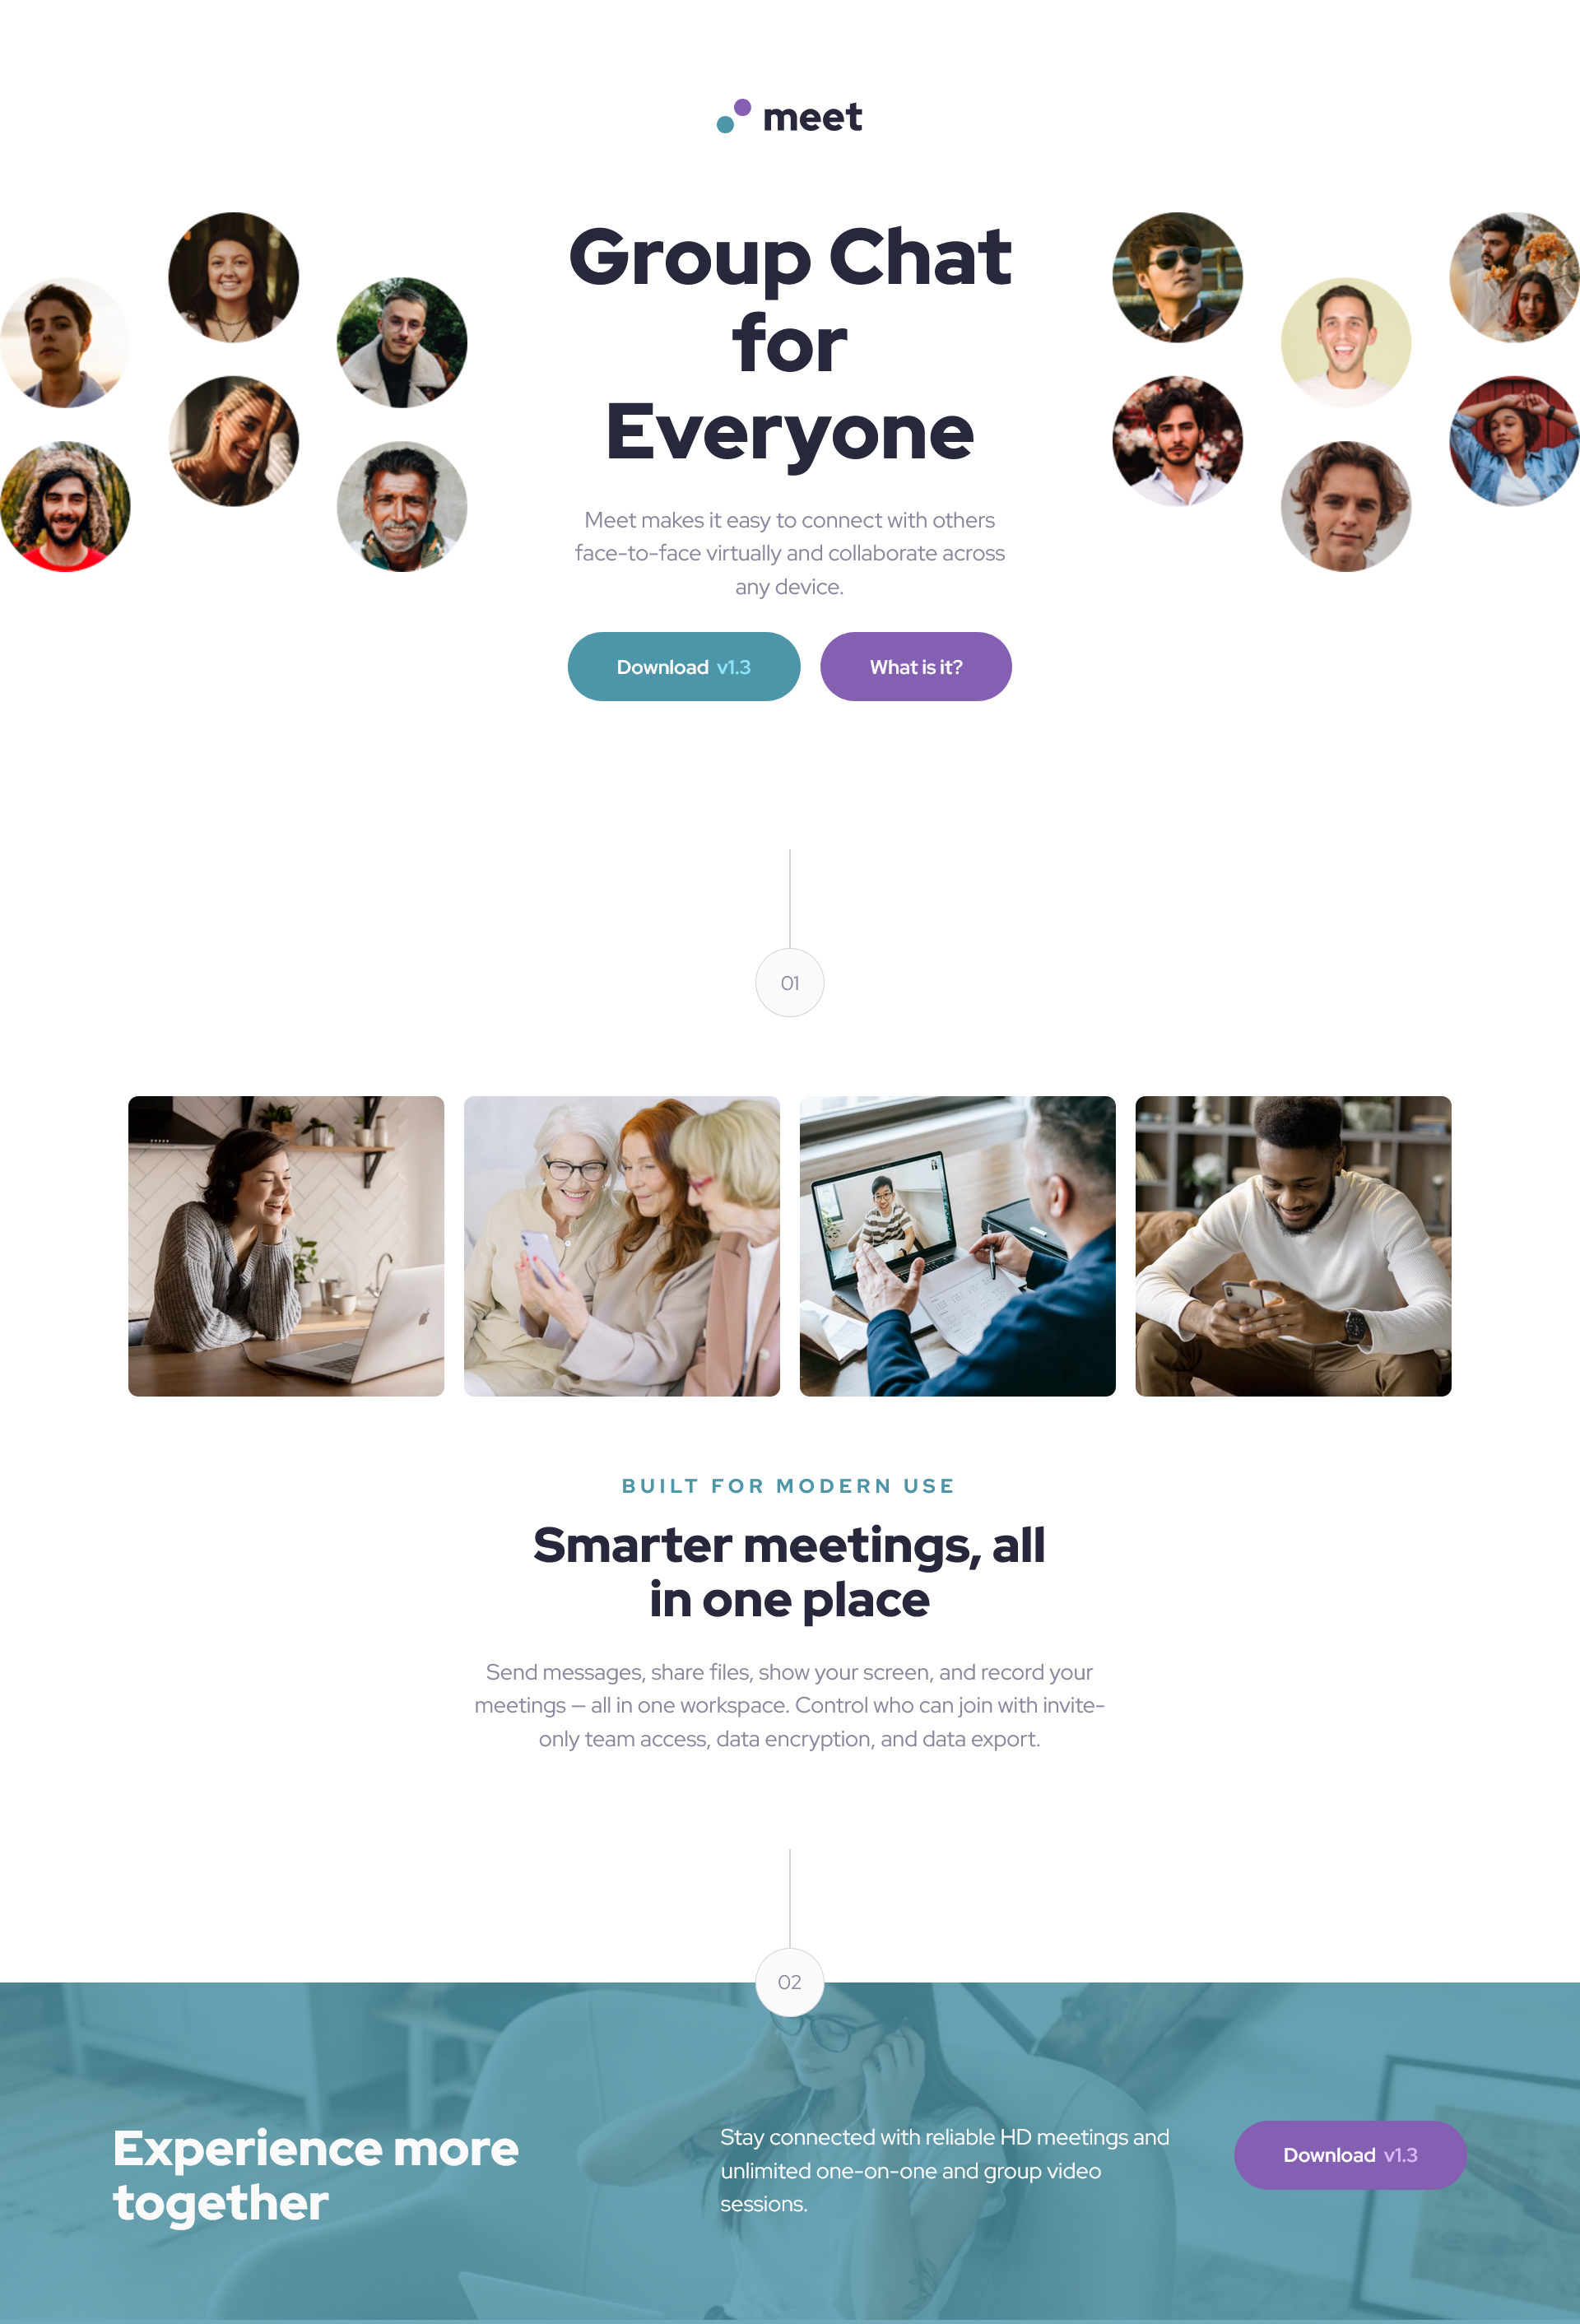 meet
Group Chat
for
Everyone
Meet makes it easy to connect with others
face-to-face virtually and collaborate across
any device.
Download v1.3
What is it?
01
BUILT FOR MODERN USE
Smarter meetings, all
in one place
Send messages, share files, show your screen, and record your
meetings — all in one workspace. Control who can join with invite-
only team access, data encryption, and data export.
02
Experience more
together
Stay connected with reliable HD meetings and
unlimited one-on-one and group video
sessions.
Download v1.3